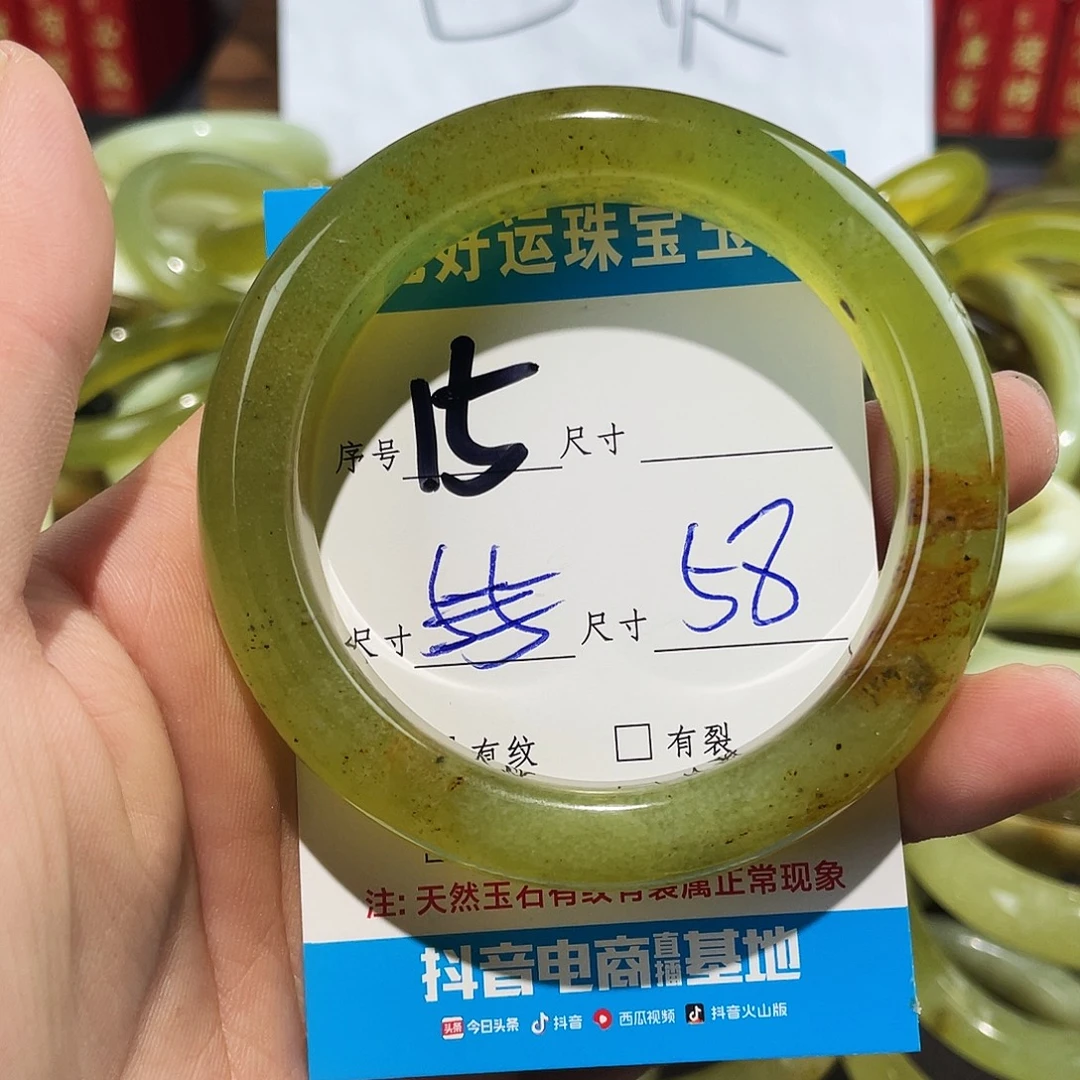 好运珠宝玉
序号 15 尺寸
尺寸 尺寸 58
有纹 □ 有裂
注: 天然玉石有纹有裂属正常现象
抖音电商直播基地
头条 今日头条 抖音 西瓜视频 抖音火山版